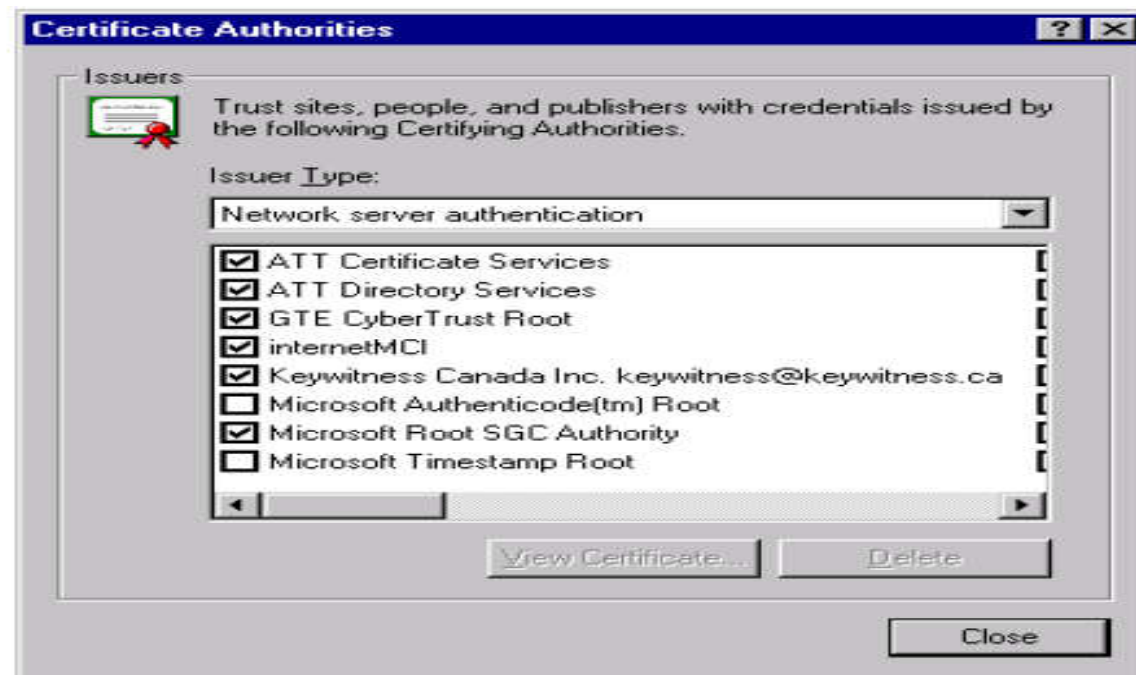 Certificate Authorities
Issuers
Trust sites, people, and publishers with credentials issued by
the following Certifying Authorities.
Issuer Type:
Network server authentication
ATT Certificate Services
ATT Directory Services
GTE CyberTrust Root
internetMCI
Keywitness Canada Inc. keywitness@keywitness.ca
Microsoft Authenticode(tm) Root
Microsoft Root SGC Authority
Microsoft Timestamp Root
View Certificate...
Delete
Close